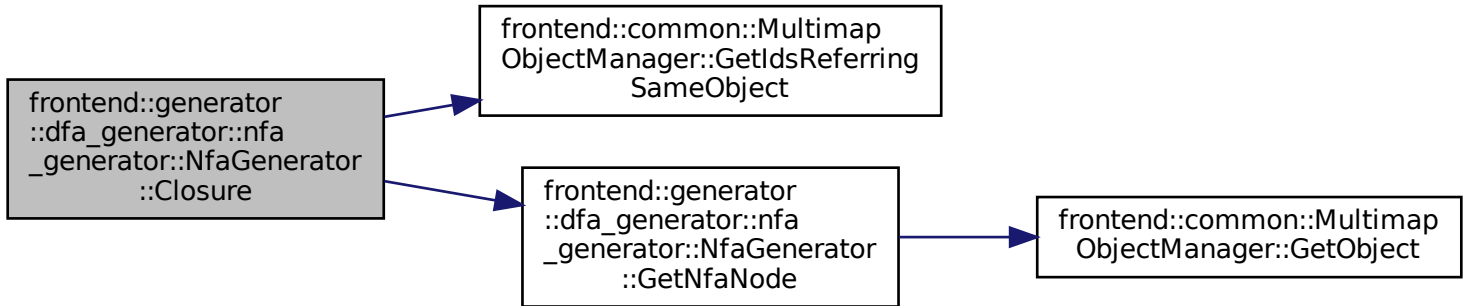 frontend::generator
::dfa_generator::nfa
_generator::NfaGenerator
::Closure
frontend::common::Multimap
ObjectManager::GetIdsReferring
SameObject
frontend::generator
::dfa_generator::nfa
_generator::NfaGenerator
::GetNfaNode
frontend::common::Multimap
ObjectManager::GetObject